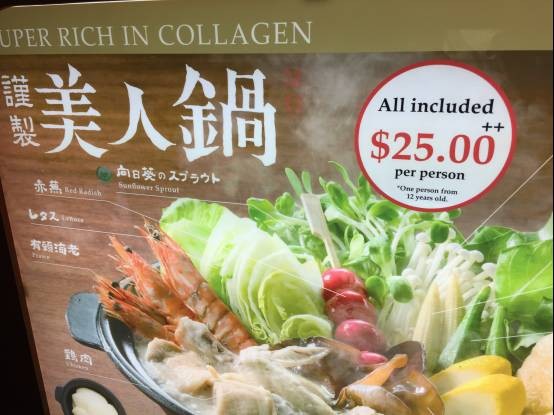 UPER RICH IN COLLAGEN
謹製
美人鍋
All included
$25.00
++
per person
*One person from
12 years old.
向日葵のスプラウト
Sunflower Sprout
赤蕪 Red Radish
レタス Lettuce
有頭海老
Prawn
鶏肉
Chicken